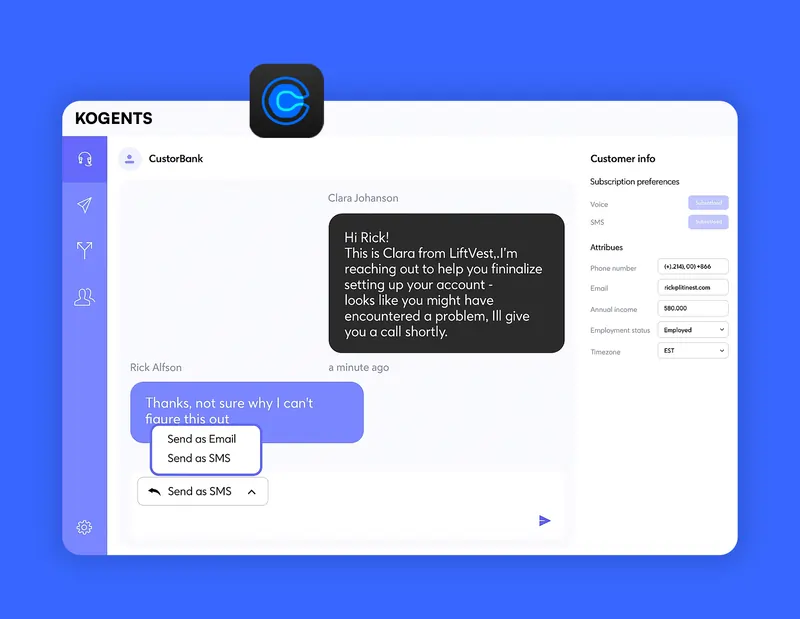 KOGENTS
CustorBank
Clara Johanson
Hi Rick!
This is Clara from LiftVest,.I'm
reaching out to help you fininalize
setting up your account -
looks like you might have
encountered a problem, Ill give
you a call shortly.
Rick Alfson
a minute ago
Thanks, not sure why I can't
figure this out
Send as Email
Send as SMS
Send as SMS
Customer info
Subscription preferences
Voice
SMS
Attribues
Phone number
(+).214), 00) +866
Email
rick@litinest.com
Annual income
580.000
Employment status
Employed
Timezone
EST